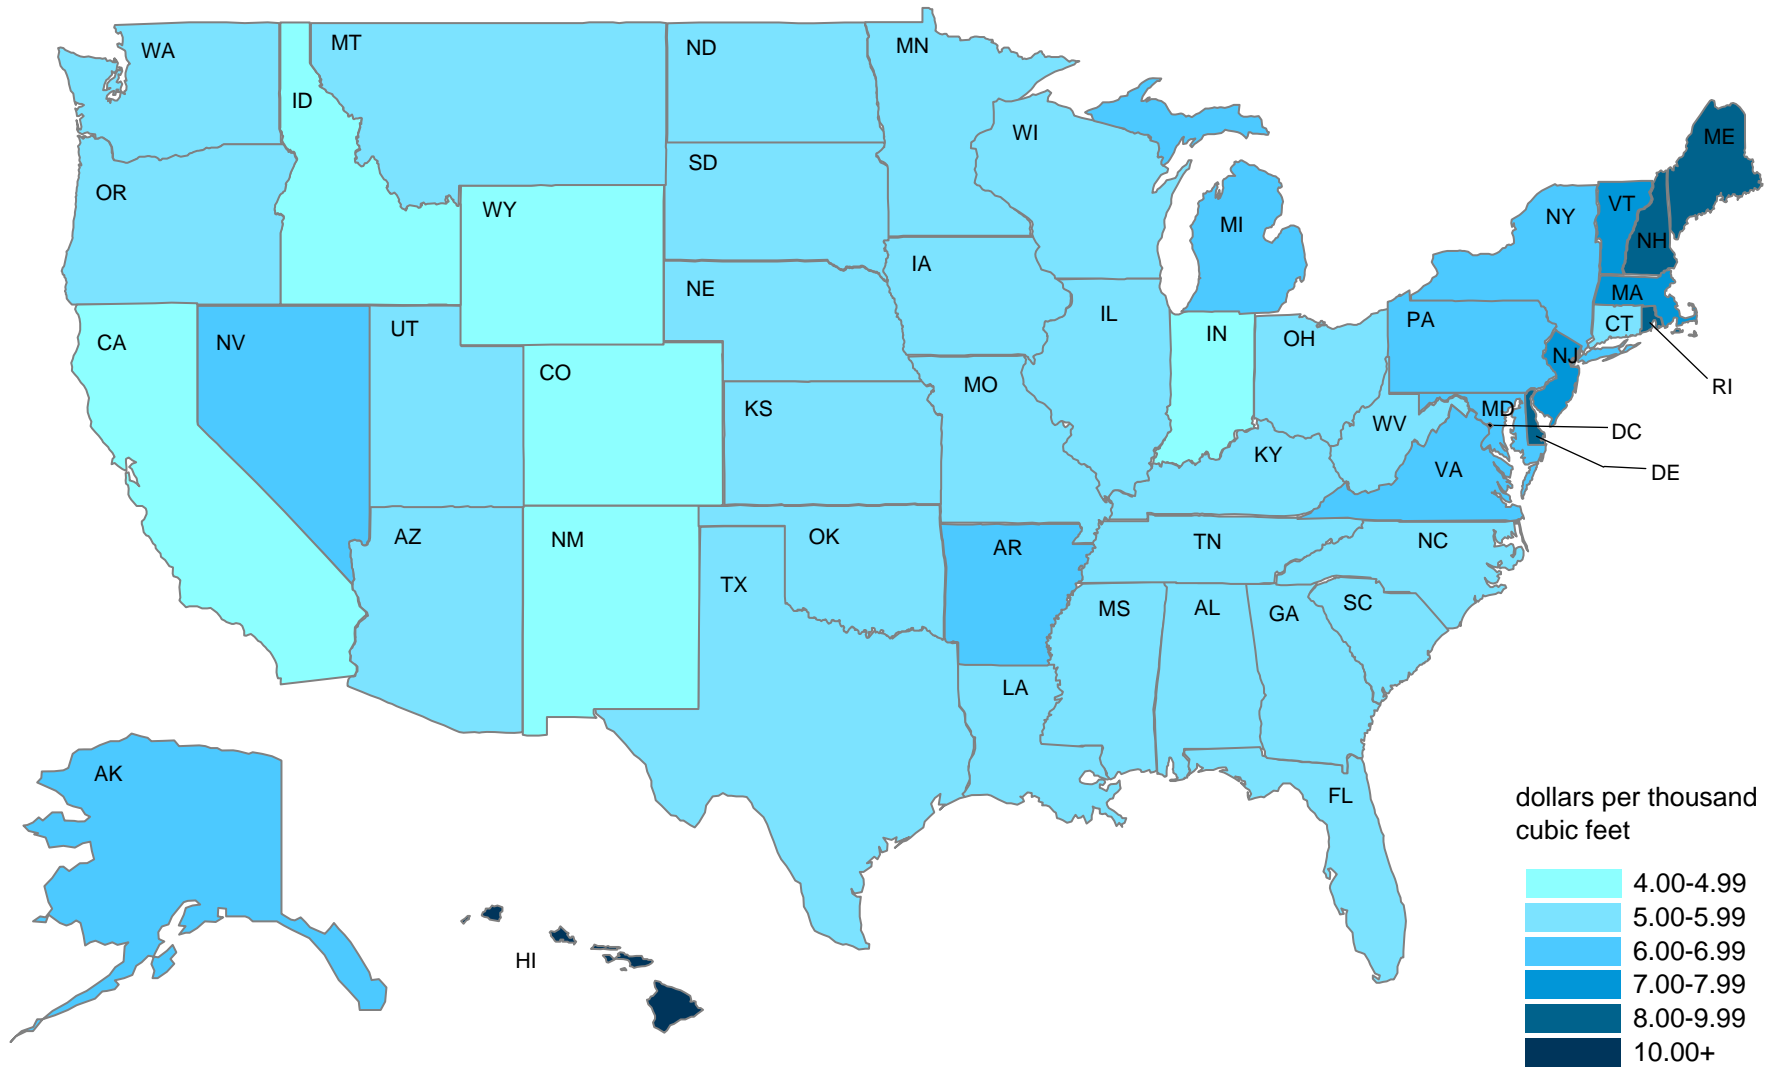 WA
MT
ND
MN
ID
WI
ME
OR
SD
WY
MI
NY
VT
NH
IA
NE
MA
CA
NV
UT
IL
IN
OH
PA
CT
CO
MO
NJ
RI
KS
MD
WV
DC
KY
VA
DE
AZ
NM
OK
AR
TN
NC
TX
MS
AL
GA
SC
LA
AK
FL
HI
dollars per thousand
cubic feet
4.00-4.99
5.00-5.99
6.00-6.99
7.00-7.99
8.00-9.99
10.00+